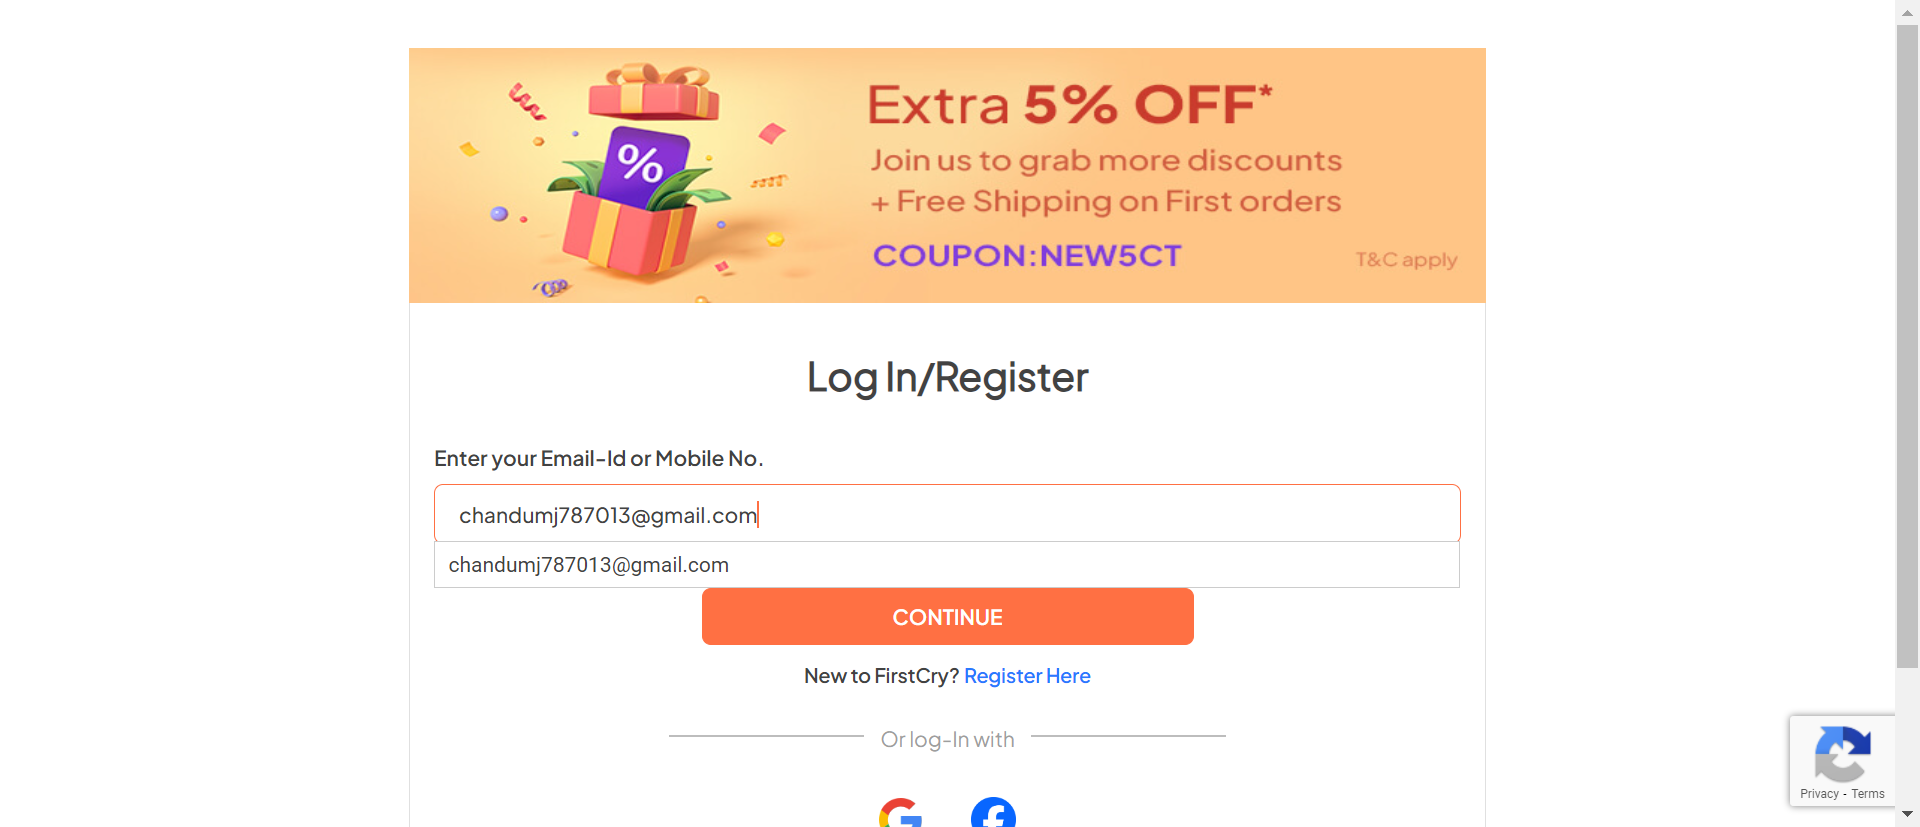 %
Extra 5% OFF*
Join us to grab more discounts
+ Free Shipping on First orders
COUPON:NEW5CT
T&C apply
Log In/Register
Enter your Email-Id or Mobile No.
chandumj787013@gmail.com
chandumj787013@gmail.com
CONTINUE
New to FirstCry? Register Here
Or log-In with
Privacy - Terms